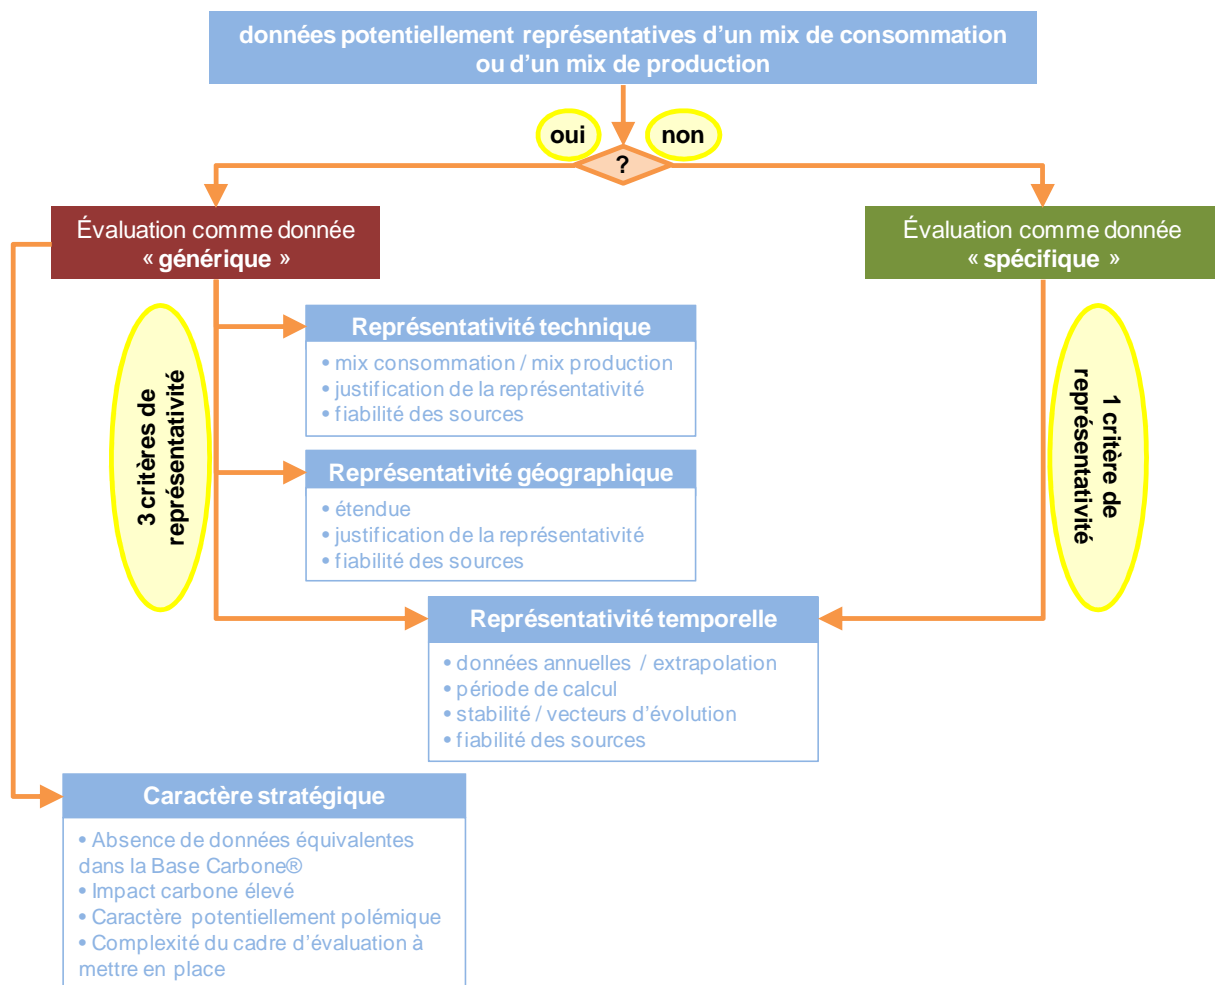 données potentiellement représentatives d'un mix de consommation
ou d'un mix de production
oui
non
?
Évaluation comme donnée
« générique »
Évaluation comme donnée
« spécifique »
3 critères de
représentativité
1 critère de
représentativité
Représentativité technique
• mix consommation / mix production
• justification de la représentativité
• fiabilité des sources
Représentativité géographique
• étendue
• justification de la représentativité
• fiabilité des sources
Représentativité temporelle
• données annuelles / extrapolation
• période de calcul
• stabilité / vecteurs d'évolution
• fiabilité des sources
Caractère stratégique
• Absence de données équivalentes
dans la Base Carbone®
• Impact carbone élevé
• Caractère potentiellement polémique
• Complexité du cadre d'évaluation à
mettre en place